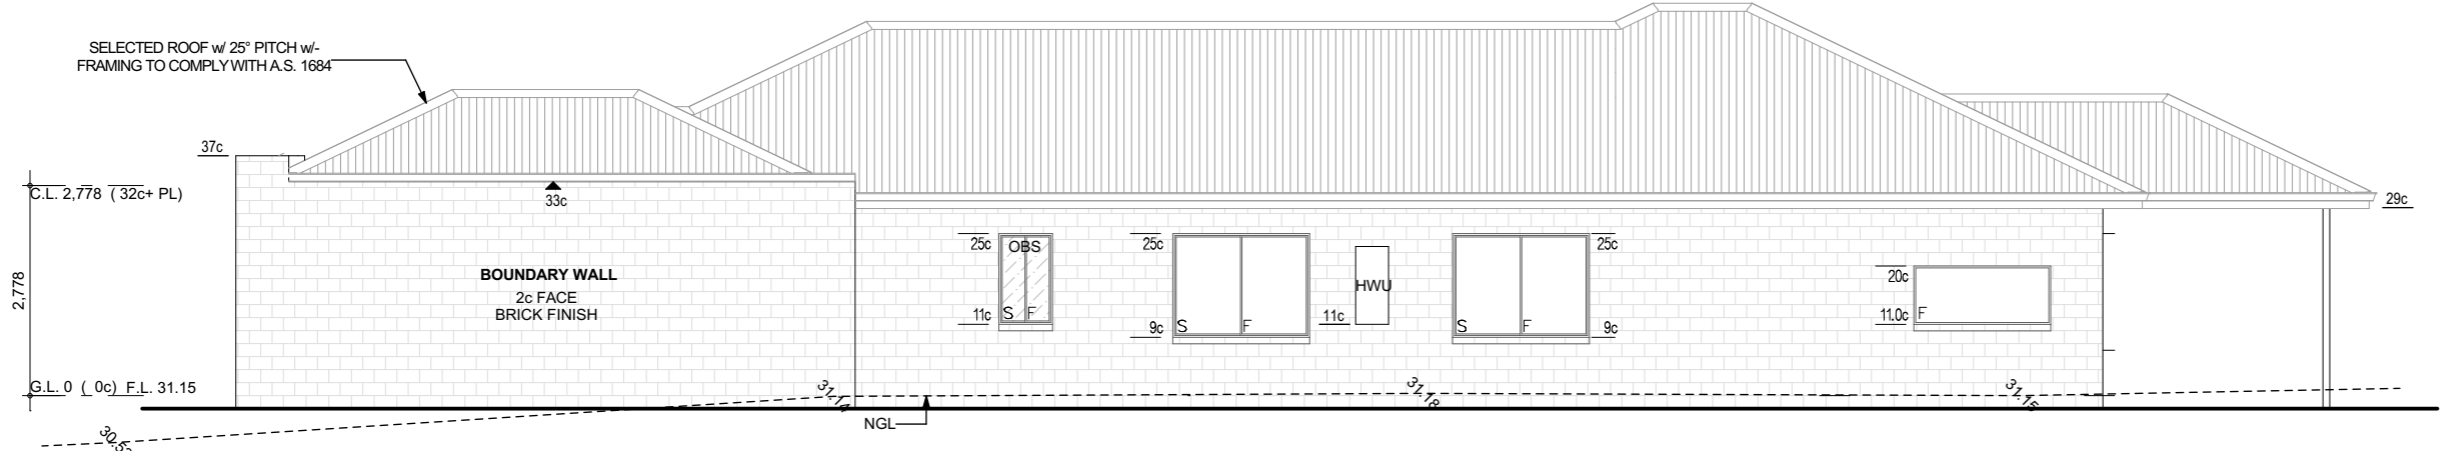 SELECTED ROOF w/ 25° PITCH w/-
FRAMING TO COMPLY WITH A.S. 1684
37c
C.L. 2,778 ( 32c+ PL)
33c
29c
25c
OBS
25c
25c
BOUNDARY WALL
2c FACE
BRICK FINISH
20c
HWU
2,778
11c
S F
11c
11.0c
F
9c
S F
S F
9c
G.L. 0 ( 0c) F.L. 31.15
31.14
31.18
31.15
NGL